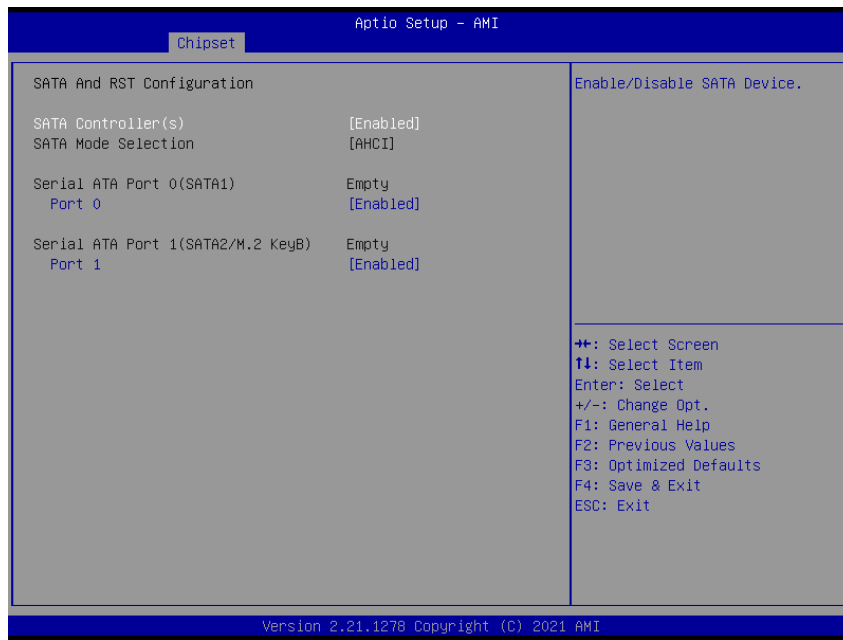 Aptio Setup - AMI
Chipset
SATA And RST Configuration
SATA Controller(s) [Enabled]
SATA Mode Selection [AHCI]
Serial ATA Port 0(SATA1) Empty
Port 0 [Enabled]
Serial ATA Port 1(SATA2/M.2 KeyB) Empty
Port 1 [Enabled]
Enable/Disable SATA Device.
→←: Select Screen
↑↓: Select Item
Enter: Select
+/-: Change Opt.
F1: General Help
F2: Previous Values
F3: Optimized Defaults
F4: Save & Exit
ESC: Exit
Version 2.21.1278 Copyright (C) 2021 AMI